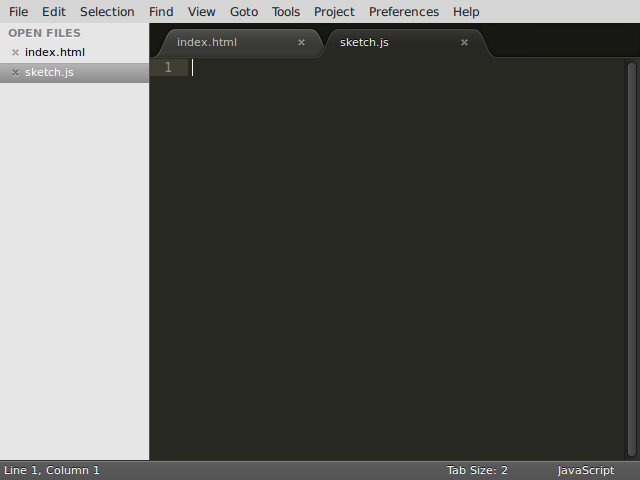 File Edit Selection Find View Goto Tools Project Preferences Help
OPEN FILES
index.html
sketch.js
index.html sketch.js
1
Line 1, Column 1 Tab Size: 2 JavaScript